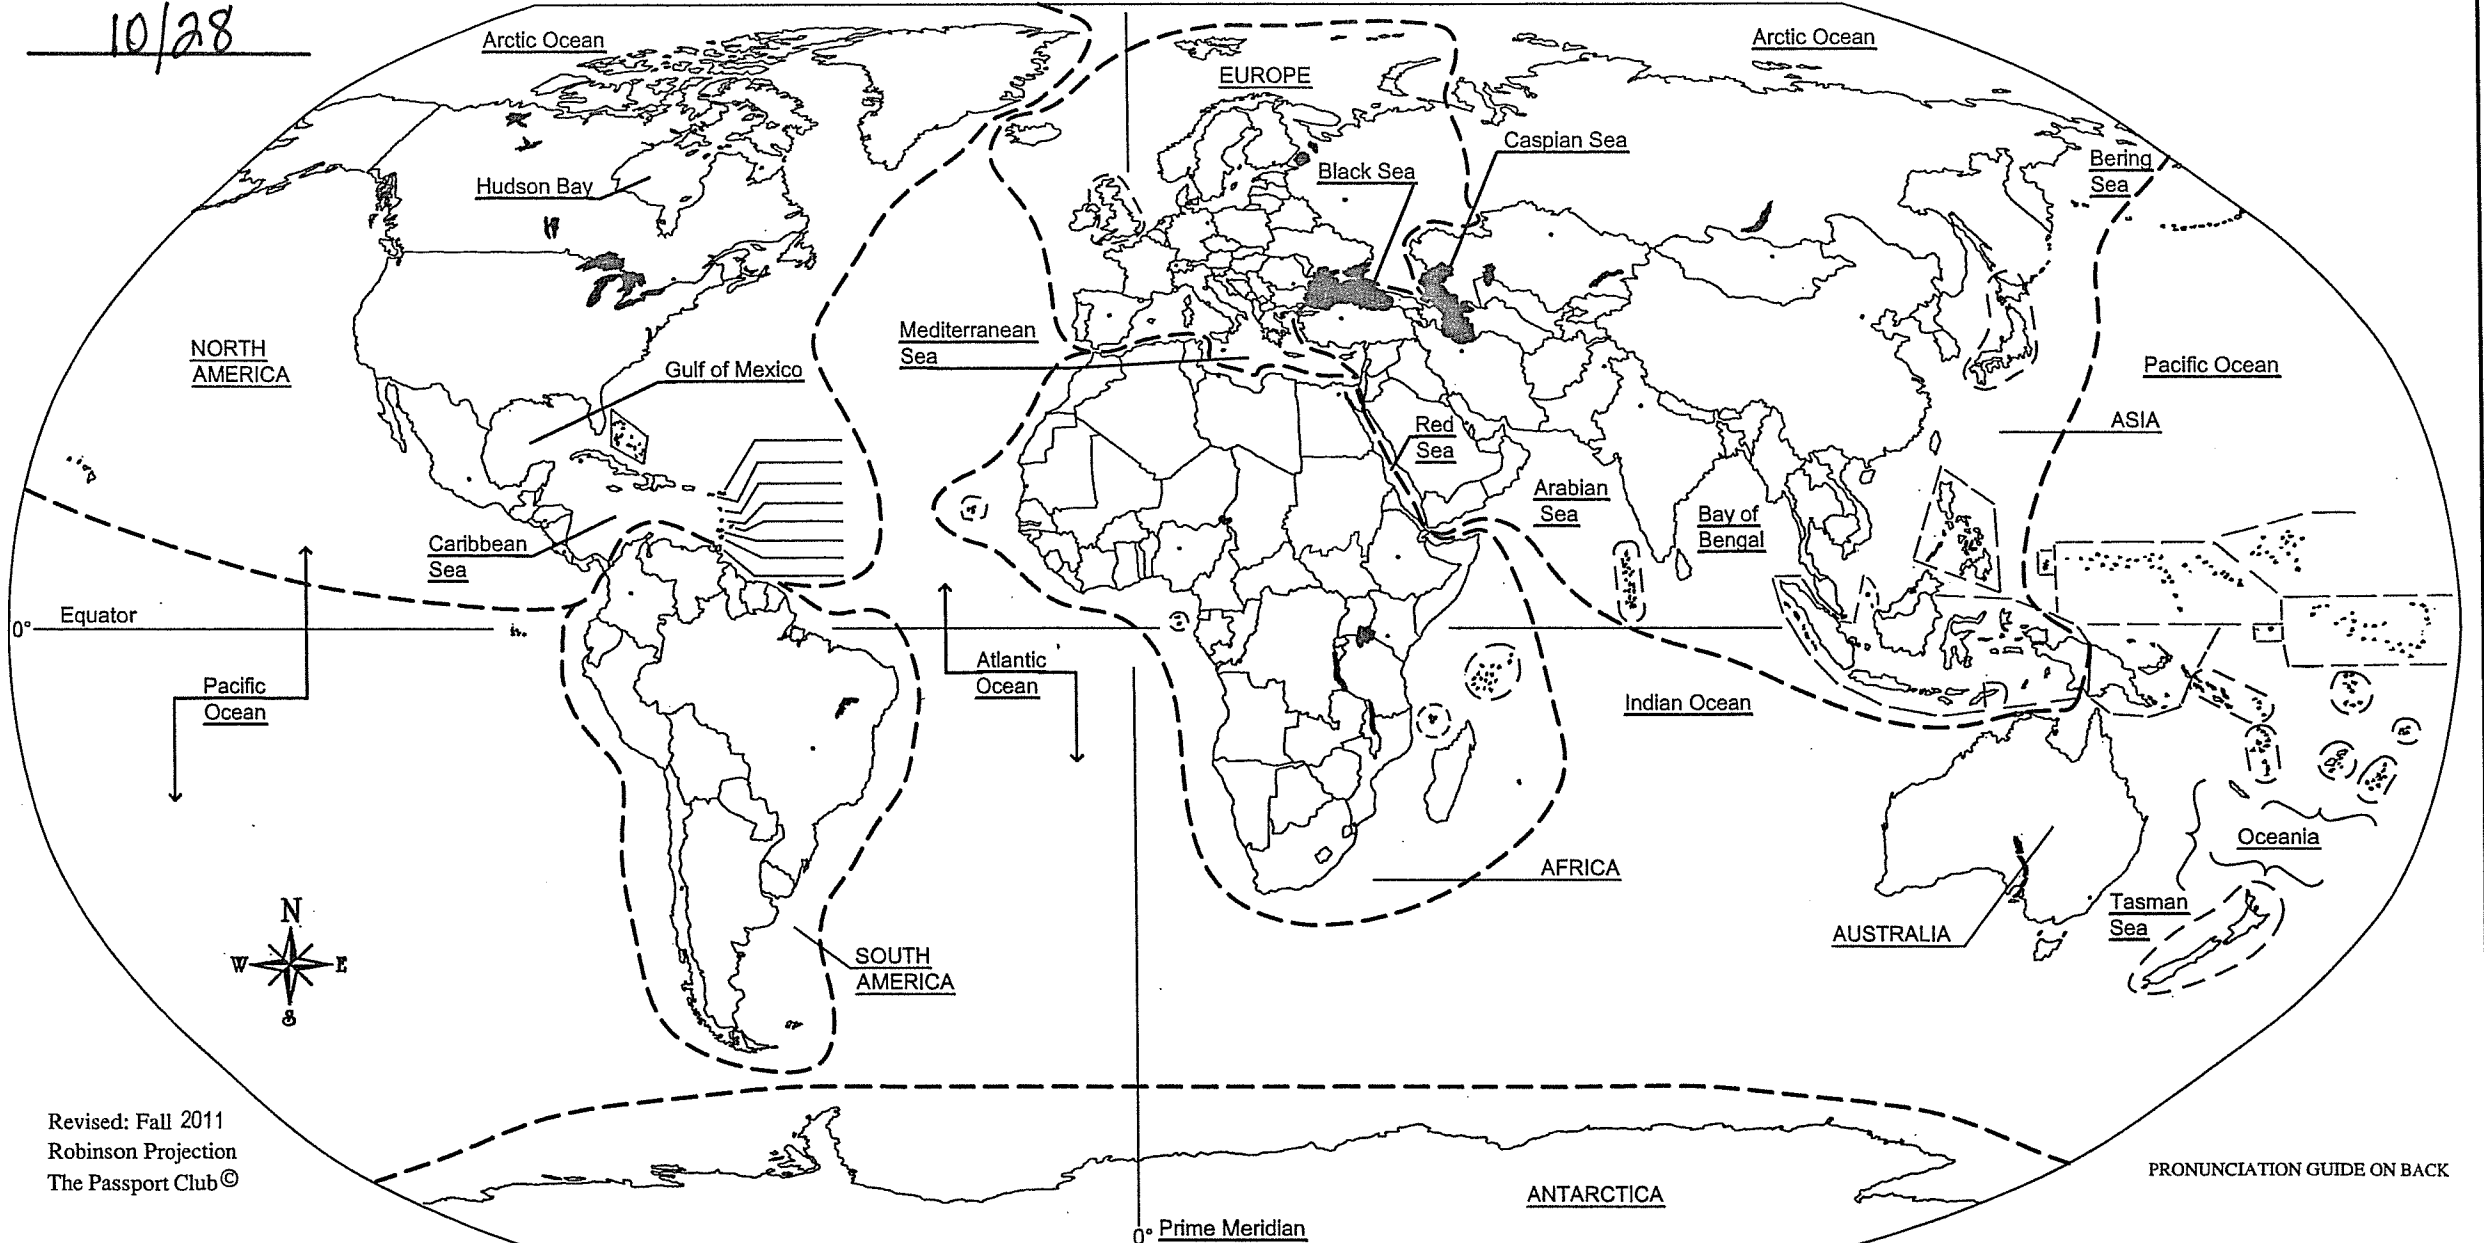 10/28
Arctic Ocean
Arctic Ocean
EUROPE
Caspian Sea
Black Sea
Bering
Sea
Hudson Bay
Mediterranean
Sea
NORTH
AMERICA
Gulf of Mexico
Pacific Ocean
ASIA
Red
Sea
Arabian
Sea
Bay of
Bengal
Caribbean
Sea
Equator
0°
Atlantic
Ocean
Pacific
Ocean
Indian Ocean
Oceania
AFRICA
Tasman
Sea
AUSTRALIA
SOUTH
AMERICA
N
W E
S
Revised: Fall 2011
Robinson Projection
The Passport Club©
PRONUNCIATION GUIDE ON BACK
ANTARCTICA
0° Prime Meridian